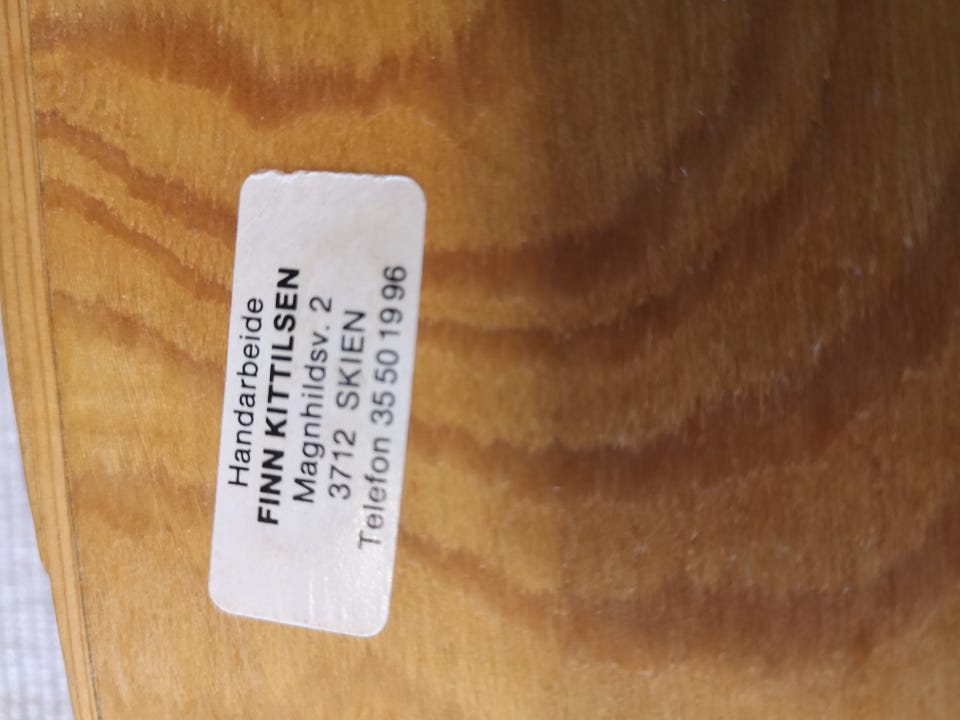 Handarbeide
FINN KITTILSEN
Magnhildsv. 2
3712 SKIEN
Telefon 35 50 19 96